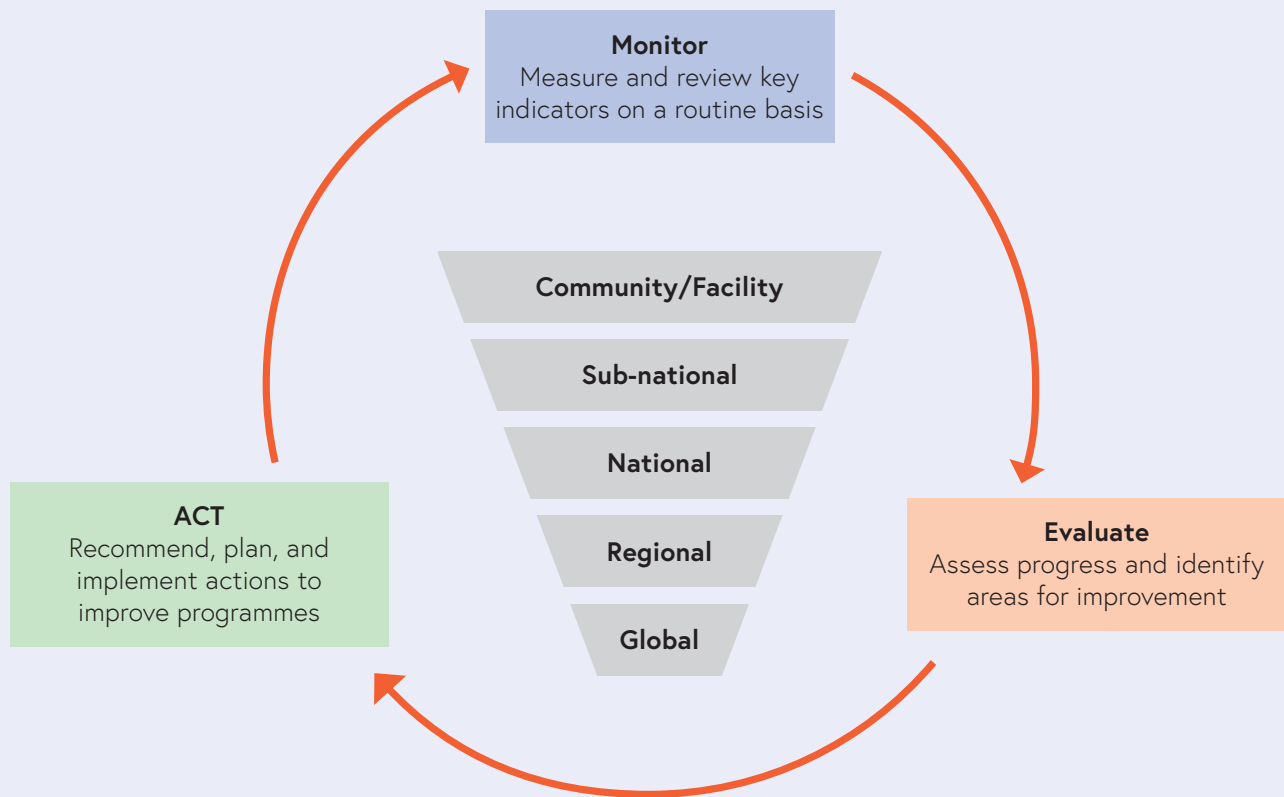 Monitor
Measure and review key
indicators on a routine basis
Community/Facility
Sub-national
National
Regional
Global
ACT
Recommend, plan, and
implement actions to
improve programmes
Evaluate
Assess progress and identify
areas for improvement